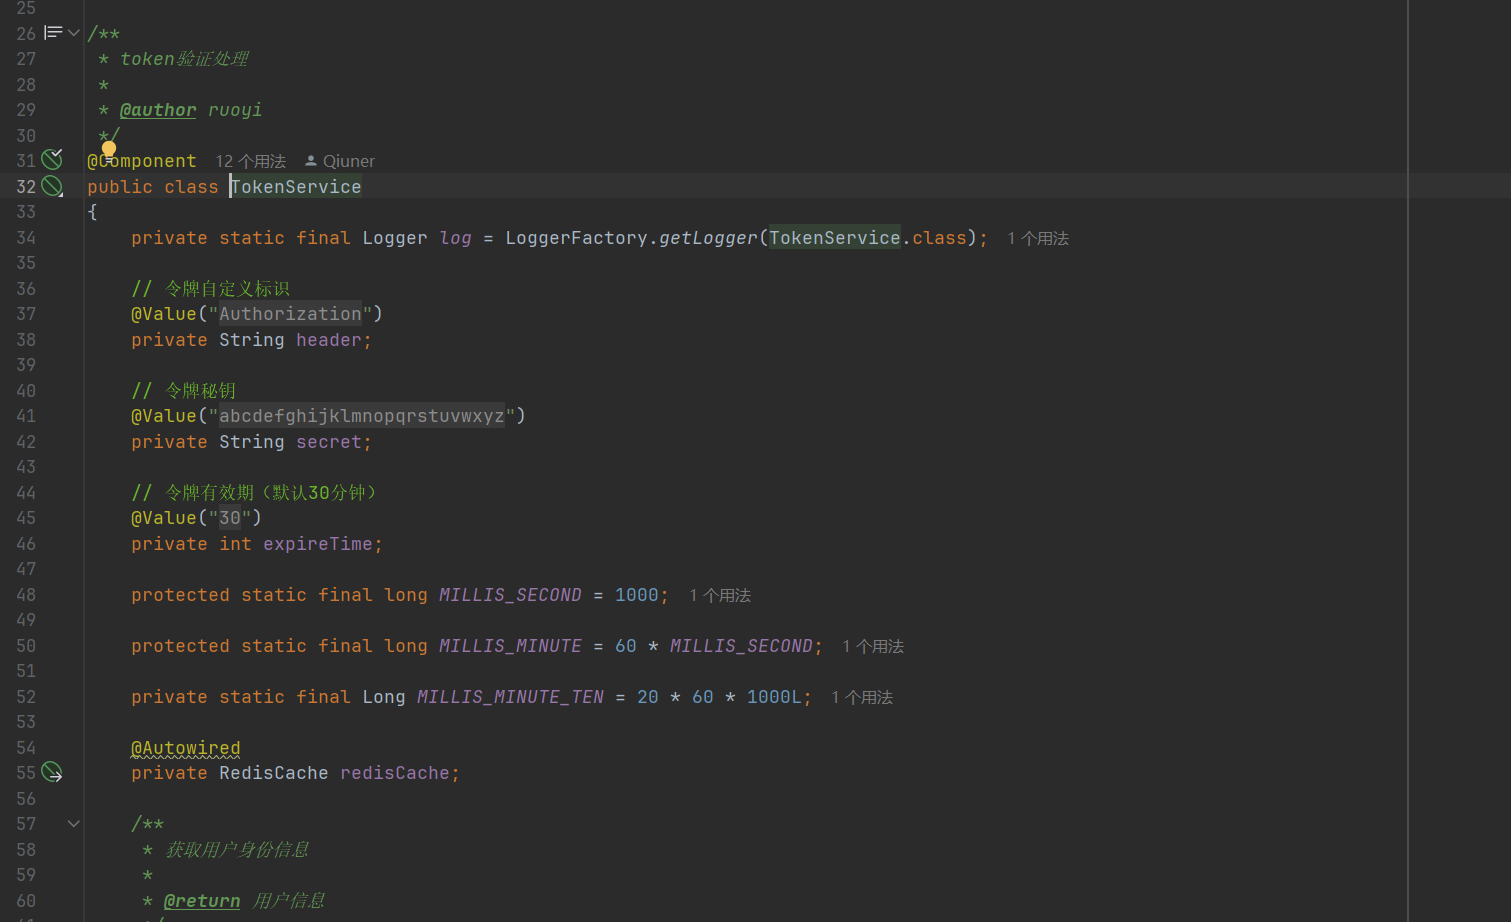 25
26 /**
27 * token验证处理
28 *
29 * @author ruoyi
30 */
31 @Component 12 个用法 Qiuner
32 public class TokenService
33 {
34 private static final Logger log = LoggerFactory.getLogger(TokenService.class); 1 个用法
35
36 // 令牌自定义标识
37 @Value("Authorization")
38 private String header;
39
40 // 令牌秘钥
41 @Value("abcdefghijklmnopqrstuvwxyz")
42 private String secret;
43
44 // 令牌有效期（默认30分钟）
45 @Value("30")
46 private int expireTime;
47
48 protected static final long MILLIS_SECOND = 1000; 1 个用法
49
50 protected static final long MILLIS_MINUTE = 60 * MILLIS_SECOND; 1 个用法
51
52 private static final Long MILLIS_MINUTE_TEN = 20 * 60 * 1000L; 1 个用法
53
54 @Autowired
55 private RedisCache redisCache;
56
57 /**
58 * 获取用户身份信息
59 *
60 * @return 用户信息